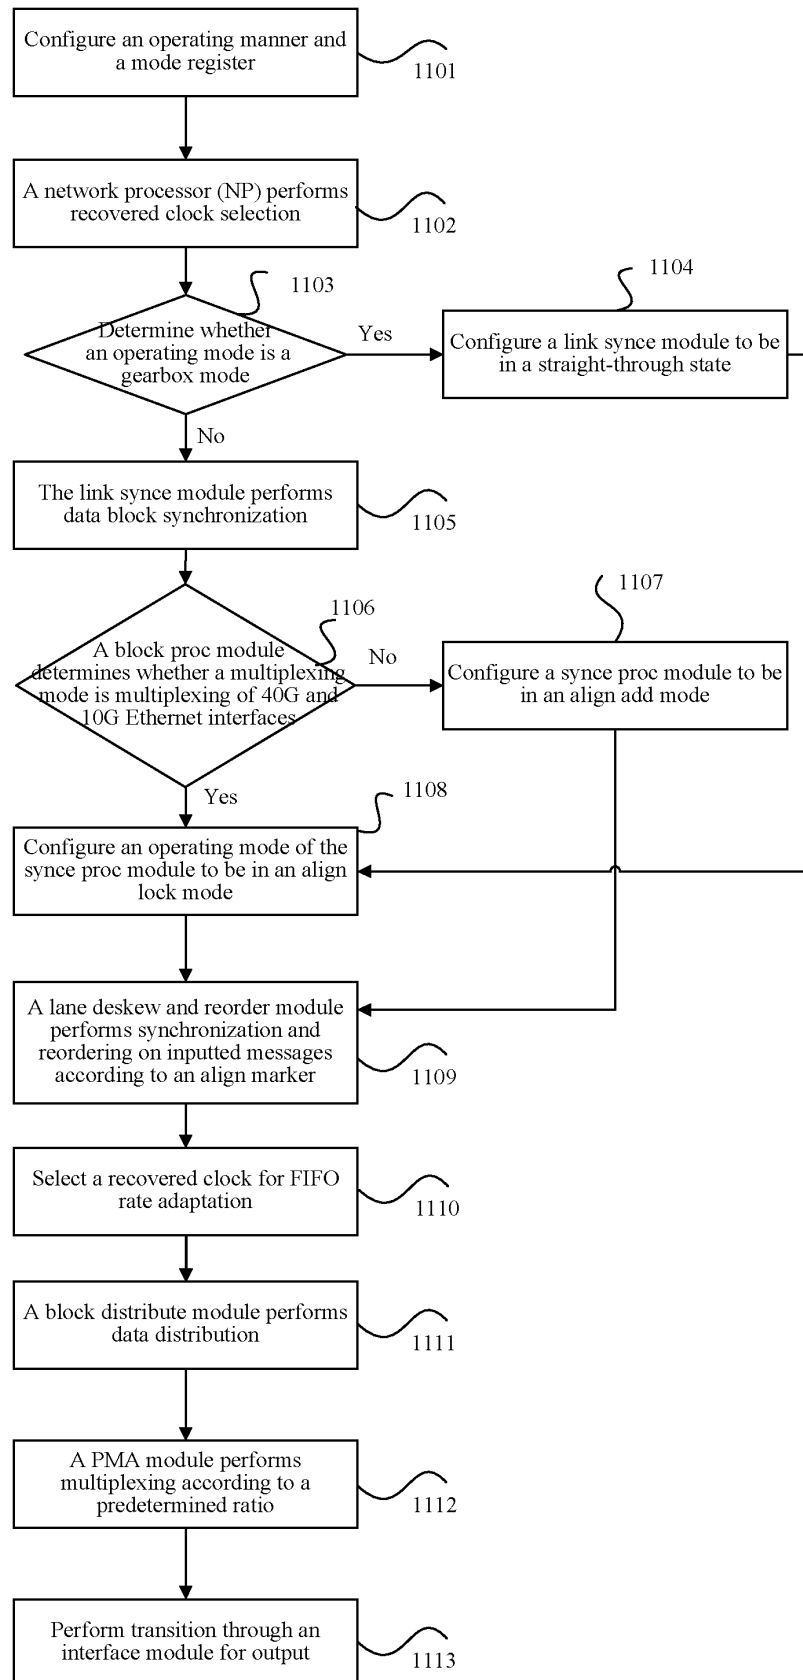 Configure an operating manner and
a mode register
1101
A network processor (NP) performs
recovered clock selection
1102
1103
Determine whether
an operating mode is a
gearbox mode
Yes
1104
Configure a link synce module to be
in a straight-through state
No
The link synce module performs
data block synchronization
1105
1106
A block proc module
determines whether a multiplexing
mode is multiplexing of 40G and
10G Ethernet interfaces
No
1107
Configure a synce proc module to be
in an align add mode
Yes
1108
Configure an operating mode of the
synce proc module to be in an align
lock mode
A lane deskew and reorder module
performs synchronization and
reordering on inputted messages
according to an align marker
1109
Select a recovered clock for FIFO
rate adaptation
1110
A block distribute module performs
data distribution
1111
A PMA module performs
multiplexing according to a
predetermined ratio
1112
Perform transition through an
interface module for output
1113